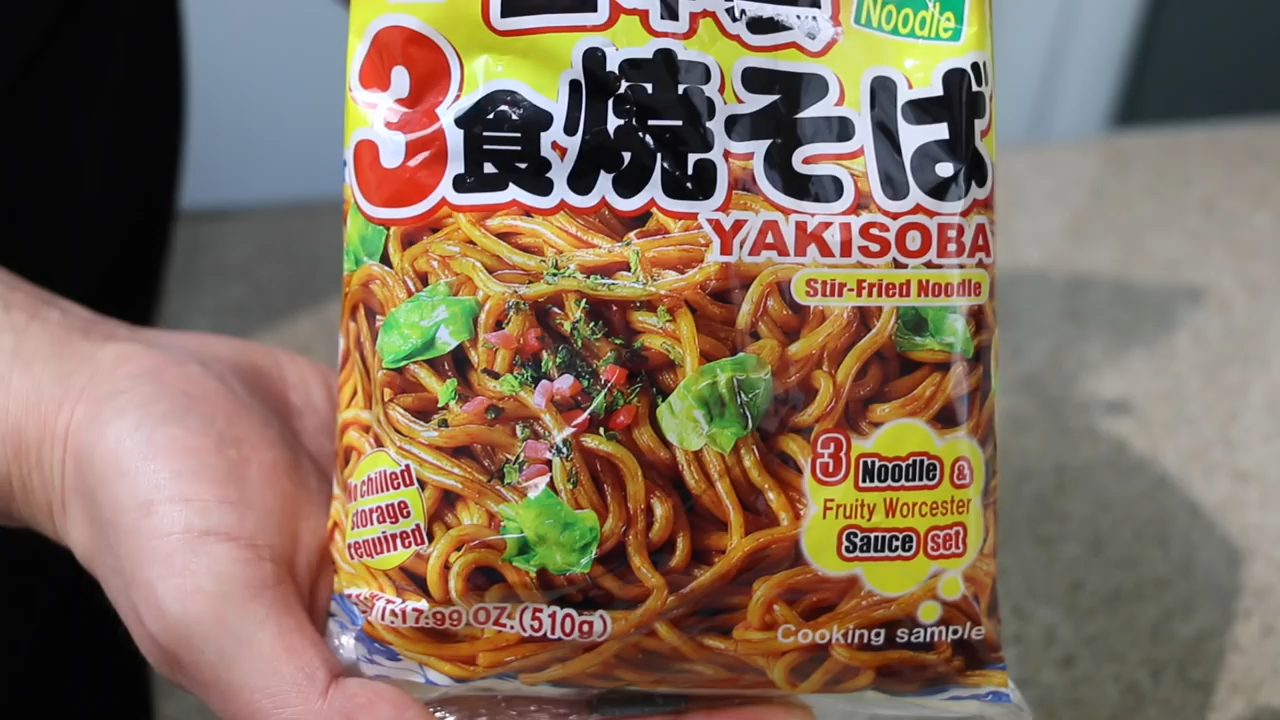 Noodle
3食焼そば
YAKISOBA
Stir-Fried Noodle
3 Noodle &
Fruity Worcester
Sauce set
chilled
storage
required
17.99 OZ.(510g)
Cooking sample